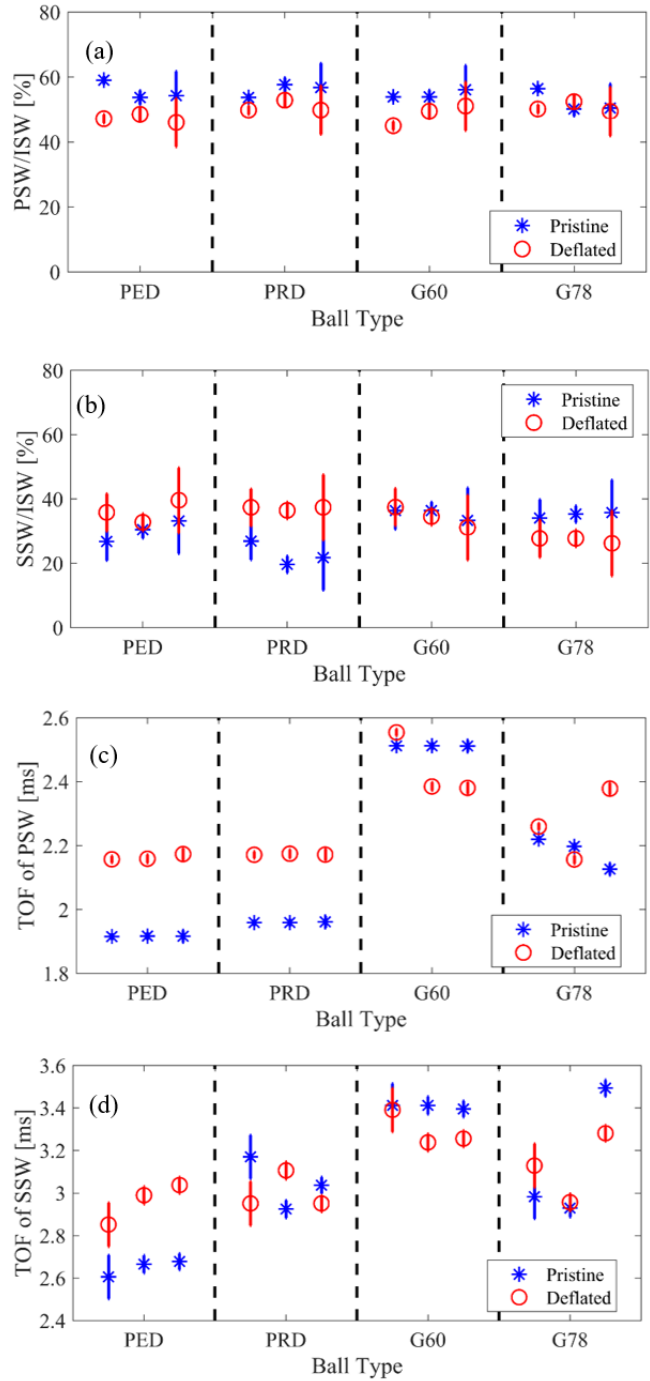 (a)
PSW/ISW [%]
80
60
40
20
0
Pristine
Deflated
PED PRD G60 G78
Ball Type
(b)
SSW/ISW [%]
80
60
40
20
0
Pristine
Deflated
PED PRD G60 G78
Ball Type
(c)
TOF of PSW [ms]
2.6
2.4
2.2
2
1.8
Pristine
Deflated
PED PRD G60 G78
Ball Type
(d)
TOF of SSW [ms]
3.6
3.4
3.2
3
2.8
2.6
2.4
Pristine
Deflated
PED PRD G60 G78
Ball Type